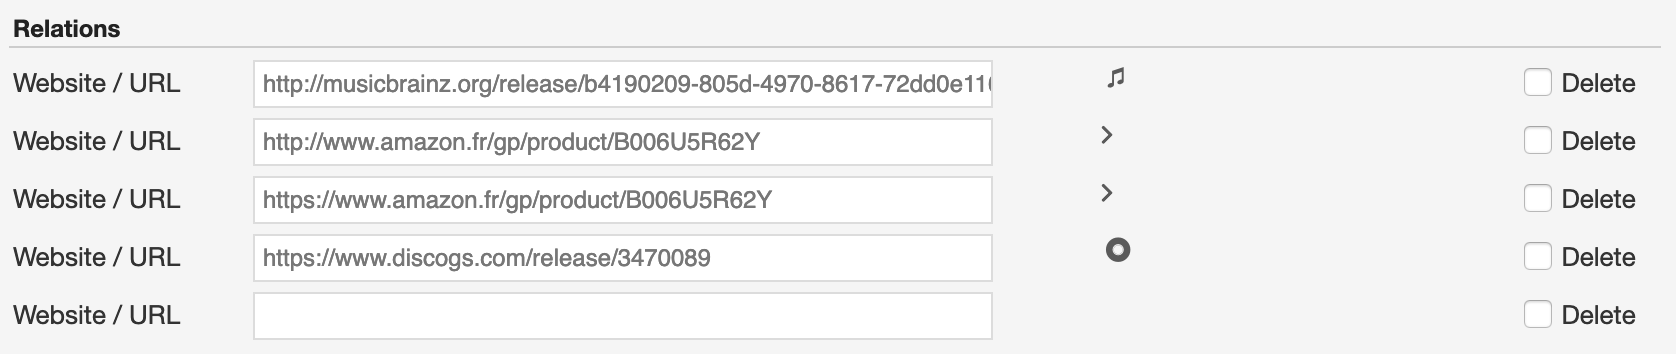 Relations
Website / URL http://musicbrainz.org/release/b4190209-805d-4970-8617-72dd0e11 Delete
Website / URL http://www.amazon.fr/gp/product/B006U5R62Y Delete
Website / URL https://www.amazon.fr/gp/product/B006U5R62Y Delete
Website / URL https://www.discogs.com/release/3470089 Delete
Website / URL Delete